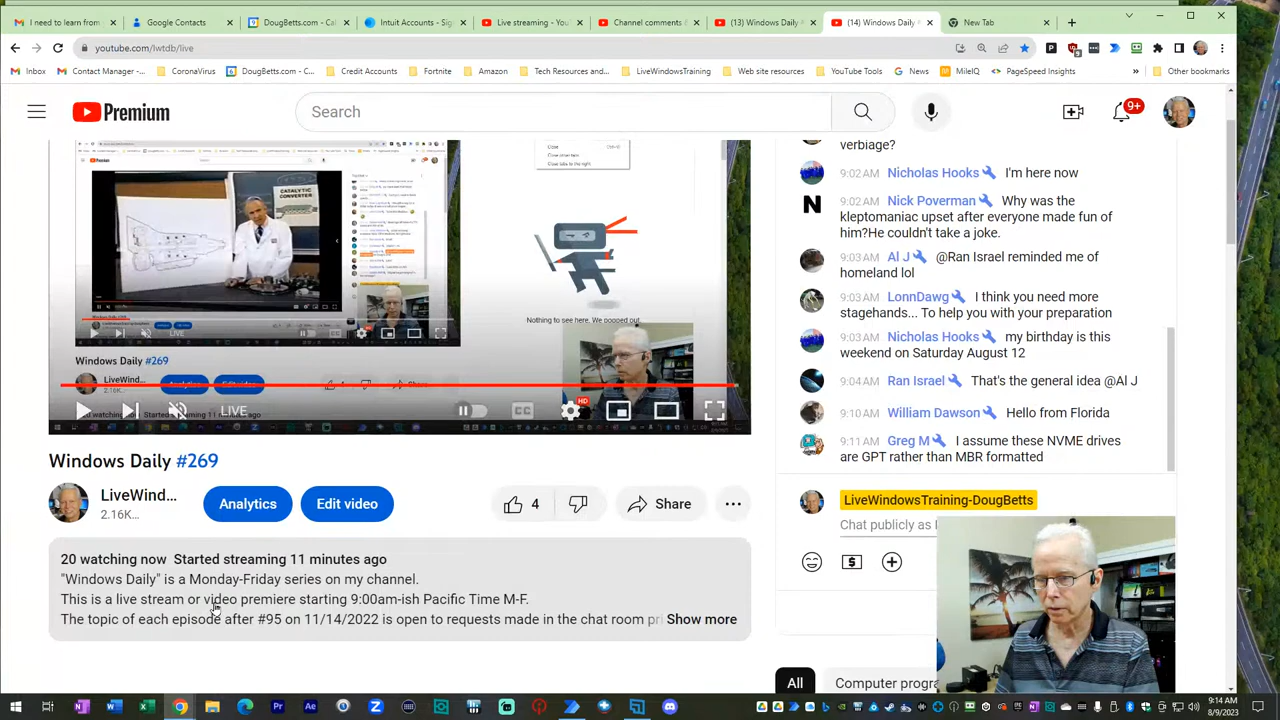 I need to learn from
Google Contacts
DougBetts.com - Cal
Intuit Accounts - Sig
Live streaming - You
Channel comments &
(13) Windows Daily #
(14) Windows Daily #
New Tab
youtube.com/lwtdb/live
Inbox
Contact Manager -...
CoronaVirus
DougBetts.com - C...
Credit Accounts
Fortnite
Amazon
Tech Resources and...
LiveWindowsTraining
Web site resources
YouTube Tools
News
MileIQ
PageSpeed Insights
Other bookmarks
Premium
Search
9+
CATALYTIC
CONVERTER
Nothing to see here. We pooped out.
Windows Daily #269
LiveWind...
LIVE
CC
HD
Windows Daily #269
LiveWind...
2.16K...
Analytics
Edit video
4
Share
20 watching now Started streaming 11 minutes ago
"Windows Daily" is a Monday-Friday series on my channel.
This is a live stream or video premiere starting 9:00am-ish Pacific Time M-F.
The topic of each episode after #95 on 11/14/2022 is open to requests made in the chat room pri Show more
verbiage?
9:02 AM Nicholas Hooks I'm here now
9:02 AM Nick Poverman Why was the
kleptomaniac upset after everyone made fun of
him?He couldn't take a joke.
9:03 AM Al J @Ran Israel reminded me of
homeland lol
9:03 AM LonnDawg I think you need more
stagehands... To help you with your preparation
9:03 AM Nicholas Hooks my birthday is this
weekend on Saturday August 12
9:04 AM Ran Israel That's the general idea @Al J
9:10 AM William Dawson Hello from Florida
9:11 AM Greg M I assume these NVME drives
are GPT rather than MBR formatted
LiveWindowsTraining-DougBetts
Chat publicly as
All
Computer progra
9:14 AM
8/9/2023